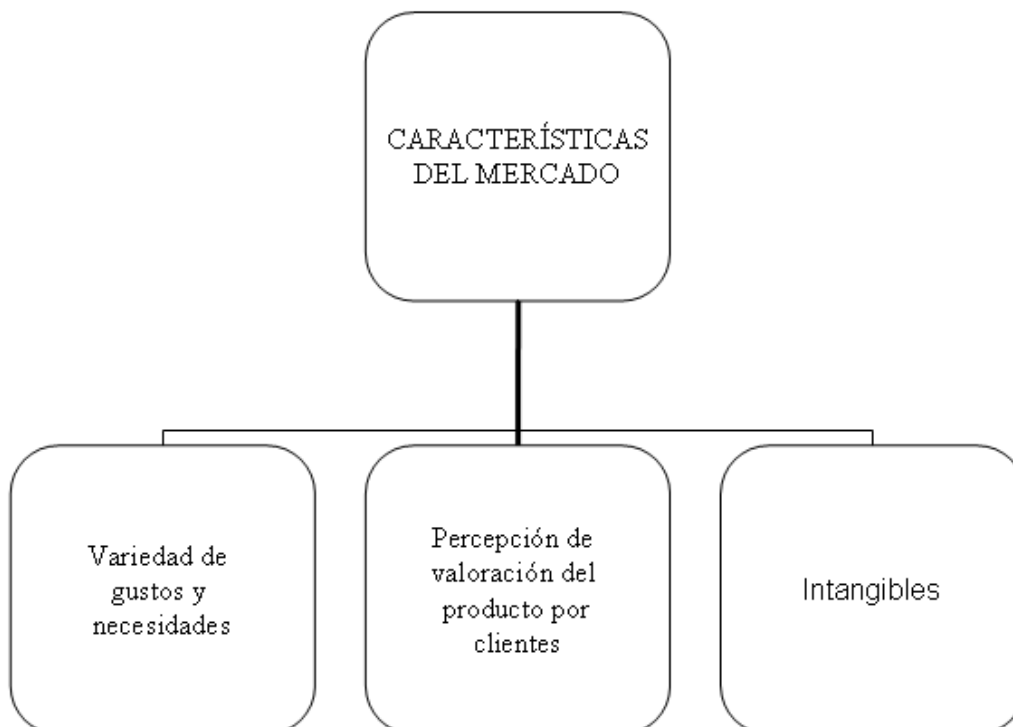 CARACTERÍSTICAS
DEL MERCADO
Variedad de
gustos y
necesidades
Percepción de
valoración del
producto por
clientes
Intangibles